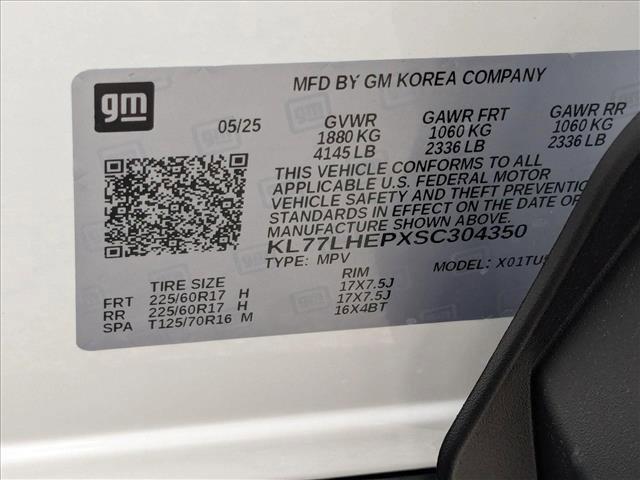 gm
MFD BY GM KOREA COMPANY
05/25
GVWR GAWR FRT GAWR RR
1880 KG 1060 KG 1060 KG
4145 LB 2336 LB 2336 LB
THIS VEHICLE CONFORMS TO ALL
APPLICABLE U.S. FEDERAL MOTOR
VEHICLE SAFETY AND THEFT PREVENTIO
STANDARDS IN EFFECT ON THE DATE OF
MANUFACTURE SHOWN ABOVE.
KL77LHEPXSC304350
TYPE: MPV MODEL: X01TUS
TIRE SIZE RIM
FRT 225/60R17 H 17X7.5J
RR 225/60R17 H 17X7.5J
SPA T125/70R16 M 16X4BT